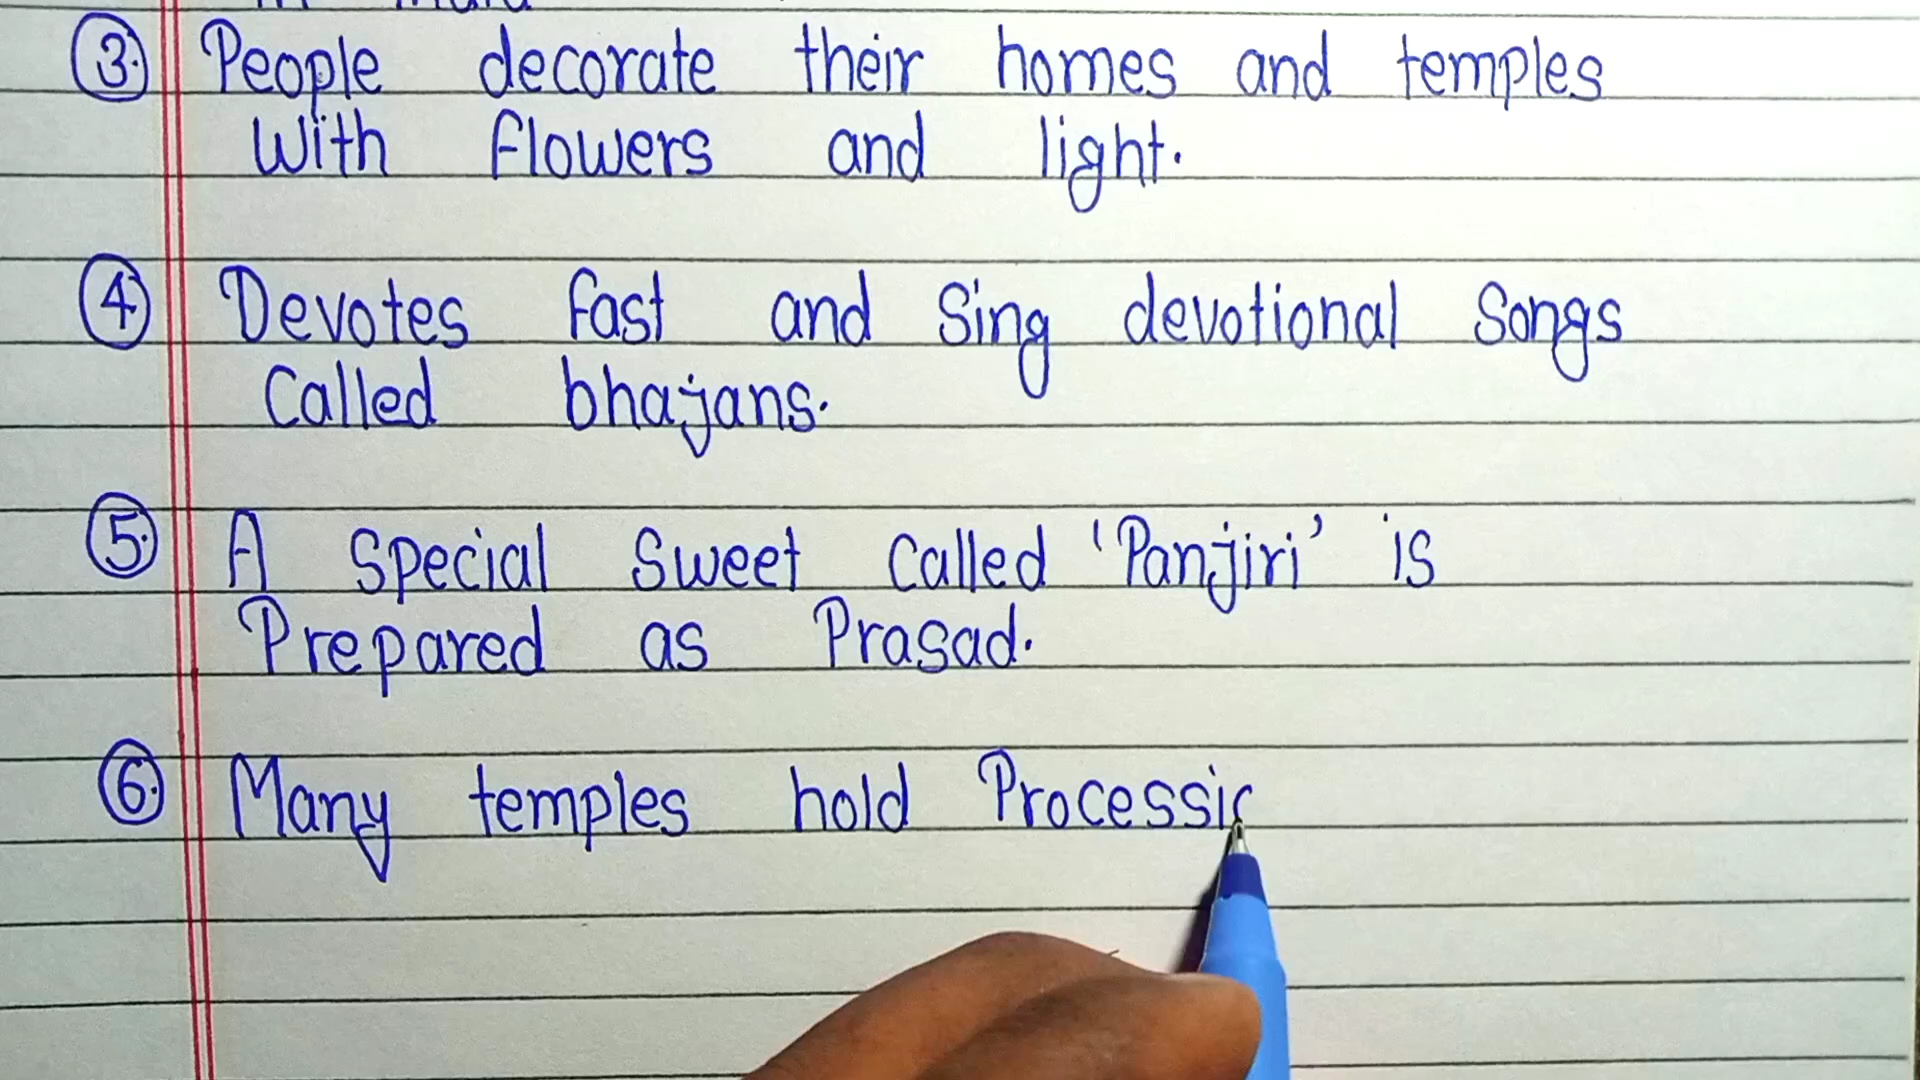 ③ People decorate their homes and temples
With flowers and light.
④ Devotes fast and Sing devotional Songs
Called bhajans.
⑤ A Special Sweet Called 'Panjiri' is
Prepared as Prasad.
⑥ Many temples hold